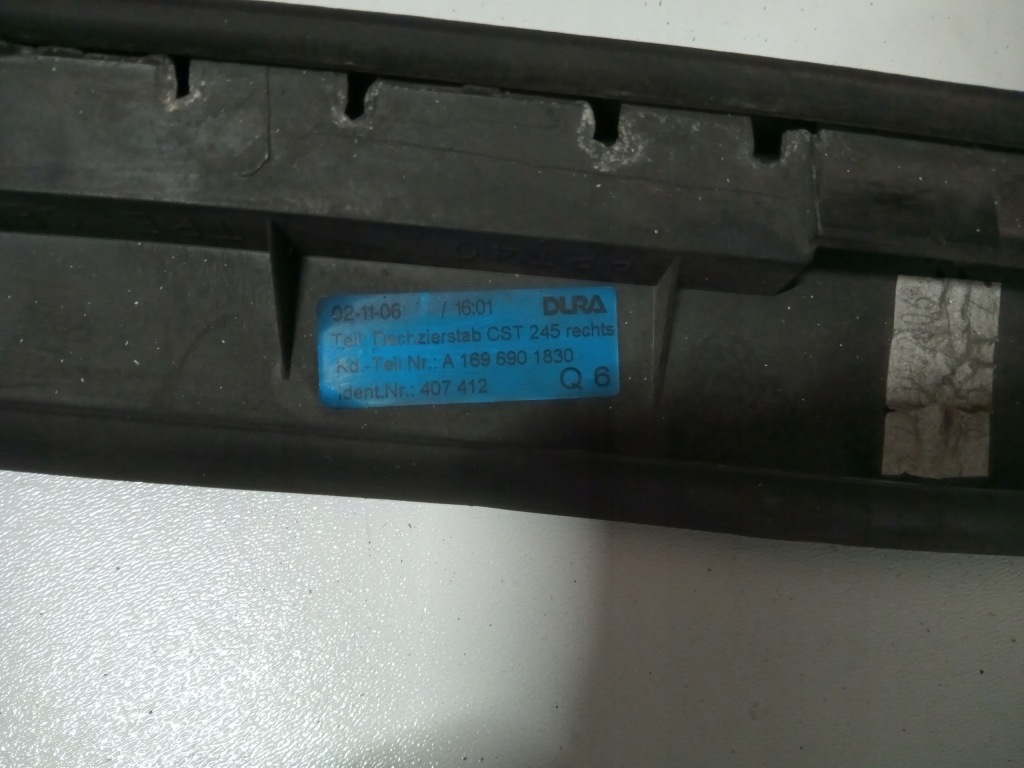 02-11-06 / 16:01 DURA
Teil: Dachzierstab CST 245 rechts
Kd.-Teil Nr.: A 169 690 1830
Ident.Nr.: 407 412 Q 6